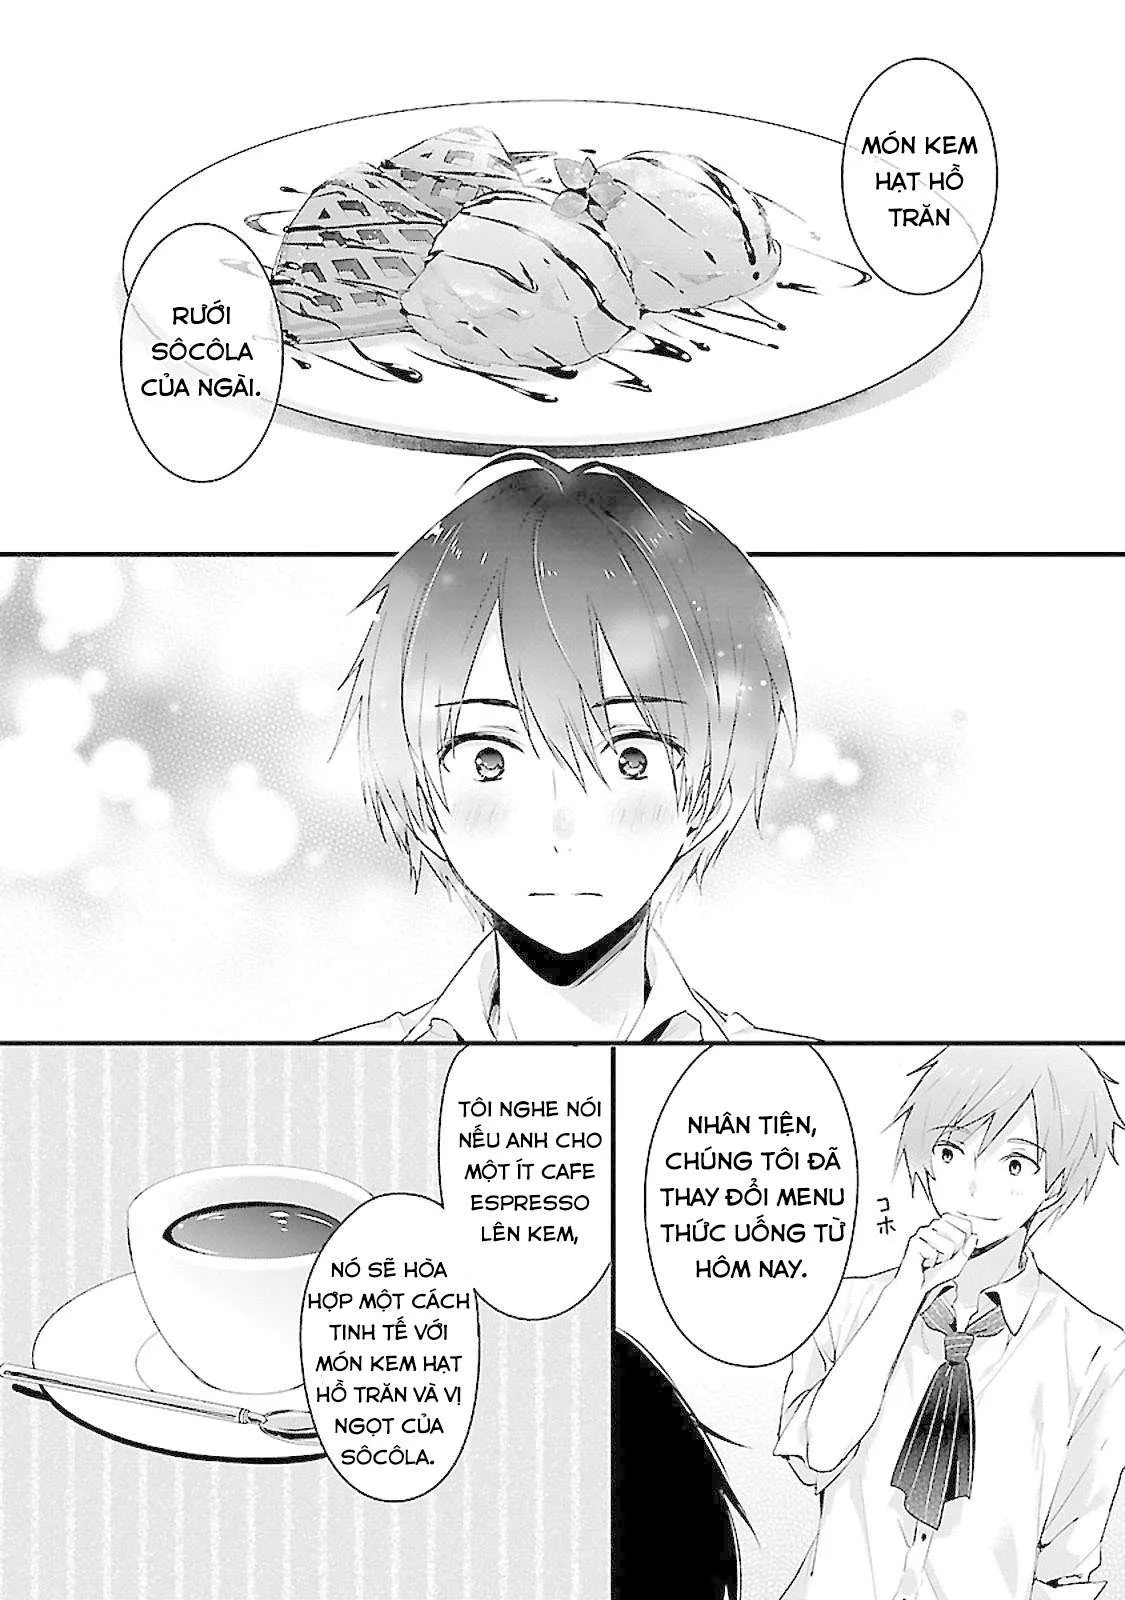 MÓN KEM
HẠT HỒ
TRĂN
RƯỚI
SÔCÔLA
CỦA NGÀI.
NHÂN TIỆN,
CHÚNG TÔI ĐÃ
THAY ĐỔI MENU
THỨC UỐNG TỪ
HÔM NAY.
コホ
TÔI NGHE NÓI
NẾU ANH CHO
MỘT ÍT CAFE
ESPRESSO
LÊN KEM,
NÓ SẼ HÒA
HỢP MỘT CÁCH
TINH TẾ VỚI
MÓN KEM HẠT
HỒ TRĂN VÀ VỊ
NGỌT CỦA
SÔCÔLA.